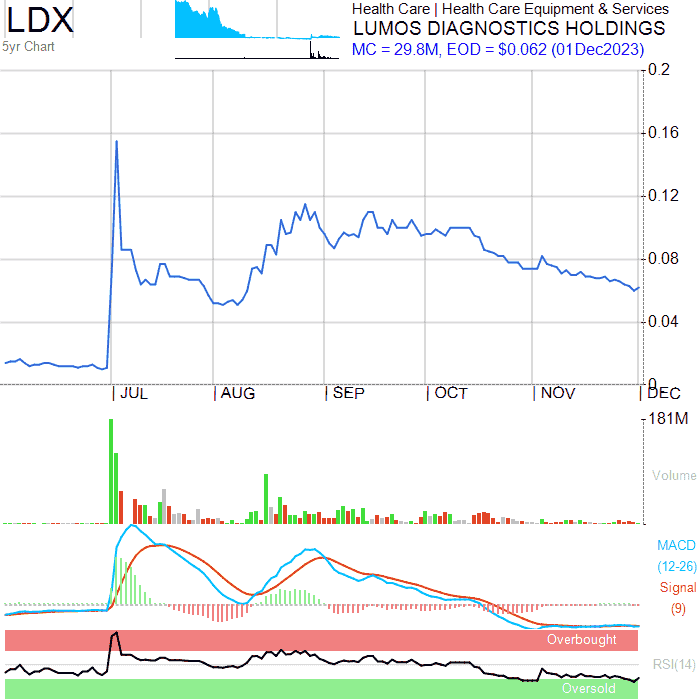 LDX
5yr Chart
Health Care | Health Care Equipment & Services
LUMOS DIAGNOSTICS HOLDINGS
MC = 29.8M, EOD = $0.062 (01Dec2023)
0.2
0.16
0.12
0.08
0.04
0
JUL AUG SEP OCT NOV DEC
181M
Volume
MACD
(12-26)
Signal
(9)
Overbought
RSI(14)
Oversold